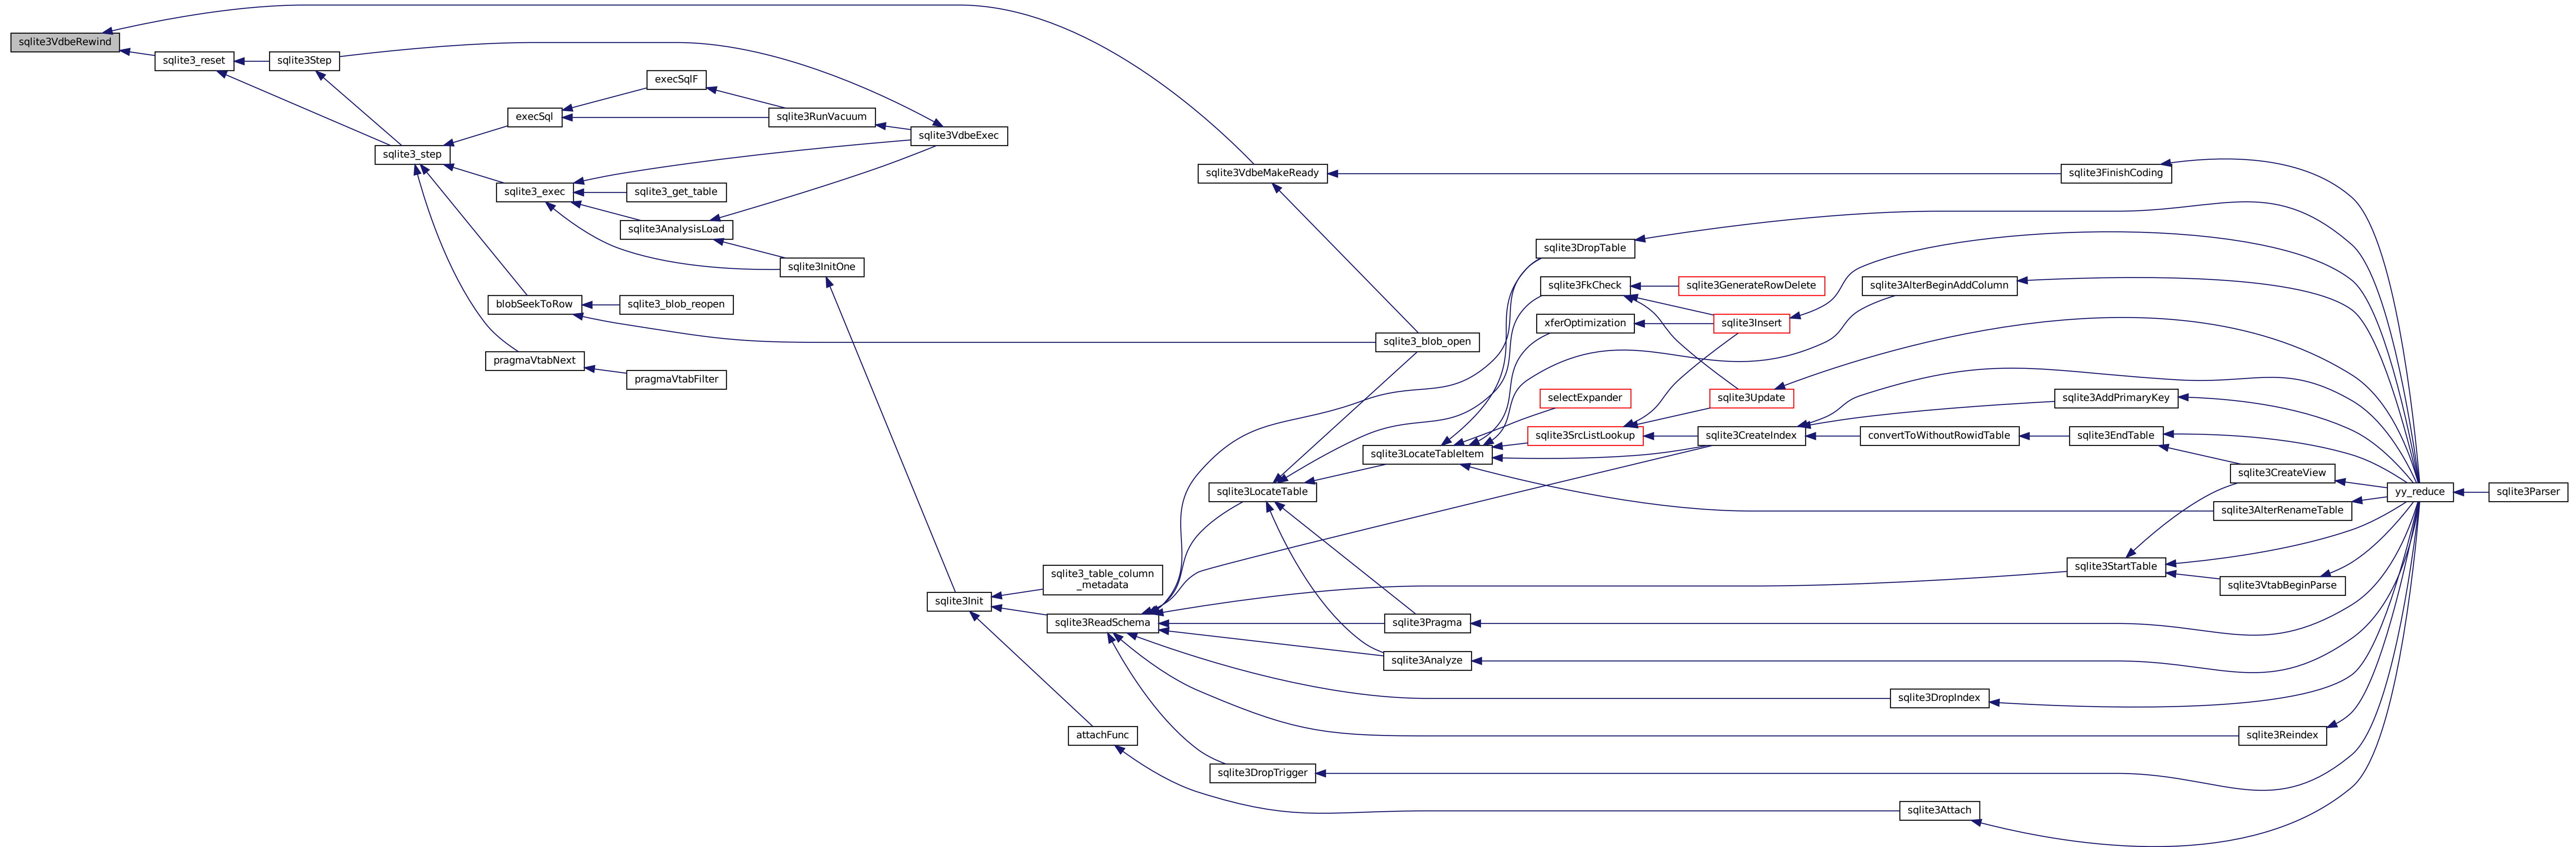 sqlite3VdbeRewind
sqlite3_reset
sqlite3Step
execSqlF
execSql
sqlite3RunVacuum
sqlite3VdbeExec
sqlite3_step
sqlite3_exec
sqlite3_get_table
sqlite3AnalysisLoad
sqlite3InitOne
blobSeekToRow
sqlite3_blob_reopen
pragmaVtabNext
pragmaVtabFilter
sqlite3VdbeMakeReady
sqlite3FinishCoding
sqlite3_blob_open
sqlite3DropTable
sqlite3FkCheck
sqlite3GenerateRowDelete
sqlite3AlterBeginAddColumn
xferOptimization
sqlite3Insert
selectExpander
sqlite3Update
sqlite3AddPrimaryKey
sqlite3SrcListLookup
sqlite3CreateIndex
convertToWithoutRowidTable
sqlite3EndTable
sqlite3LocateTableItem
sqlite3CreateView
sqlite3LocateTable
yy_reduce
sqlite3Parser
sqlite3AlterRenameTable
sqlite3StartTable
sqlite3VtabBeginParse
sqlite3_table_column
_metadata
sqlite3Init
sqlite3ReadSchema
sqlite3Pragma
sqlite3Analyze
sqlite3DropIndex
attachFunc
sqlite3Reindex
sqlite3DropTrigger
sqlite3Attach